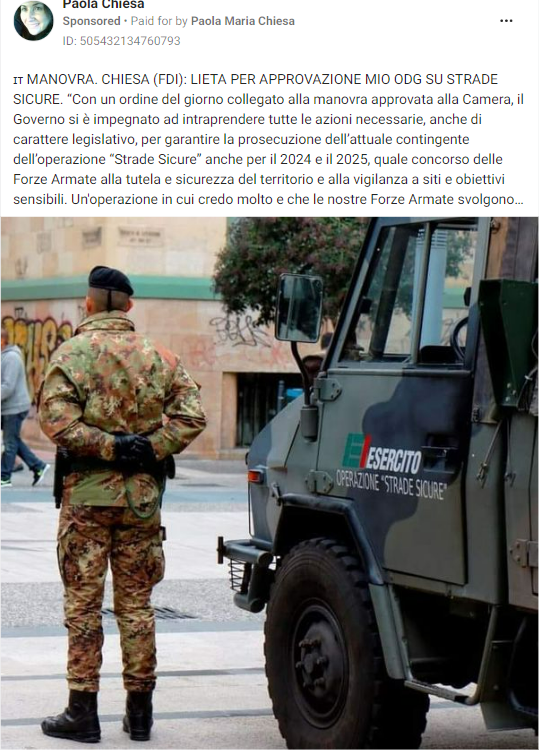 Paola Chiesa
Sponsored • Paid for by Paola Maria Chiesa
ID: 505432134760793
IT MANOVRA. CHIESA (FDI): LIETA PER APPROVAZIONE MIO ODG SU STRADE
SICURE. “Con un ordine del giorno collegato alla manovra approvata alla Camera, il
Governo si è impegnato ad intraprendere tutte le azioni necessarie, anche di
carattere legislativo, per garantire la prosecuzione dell’attuale contingente
dell’operazione “Strade Sicure” anche per il 2024 e il 2025, quale concorso delle
Forze Armate alla tutela e sicurezza del territorio e alla vigilanza a siti e obiettivi
sensibili. Un'operazione in cui credo molto e che le nostre Forze Armate svolgono...
ESERCITO
OPERAZIONE "STRADE SICURE"